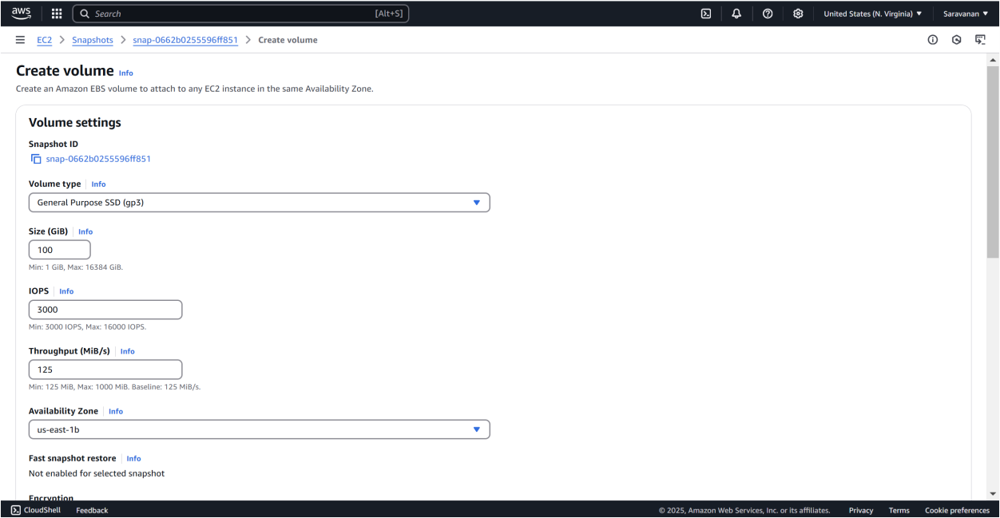 aws
Search [Alt+S]
United States (N. Virginia)
Saravanan
EC2 > Snapshots > snap-0662b0255596ff851 > Create volume
Create volume Info
Create an Amazon EBS volume to attach to any EC2 instance in the same Availability Zone.
Volume settings
Snapshot ID
snap-0662b0255596ff851
Volume type Info
General Purpose SSD (gp3)
Size (GiB) Info
100
Min: 1 GiB, Max: 16384 GiB.
IOPS Info
3000
Min: 3000 IOPS, Max: 16000 IOPS.
Throughput (MiB/s) Info
125
Min: 125 MiB, Max: 1000 MiB. Baseline: 125 MiB/s.
Availability Zone Info
us-east-1b
Fast snapshot restore Info
Not enabled for selected snapshot
Encryption
CloudShell Feedback © 2025, Amazon Web Services, Inc. or its affiliates. Privacy Terms Cookie preferences